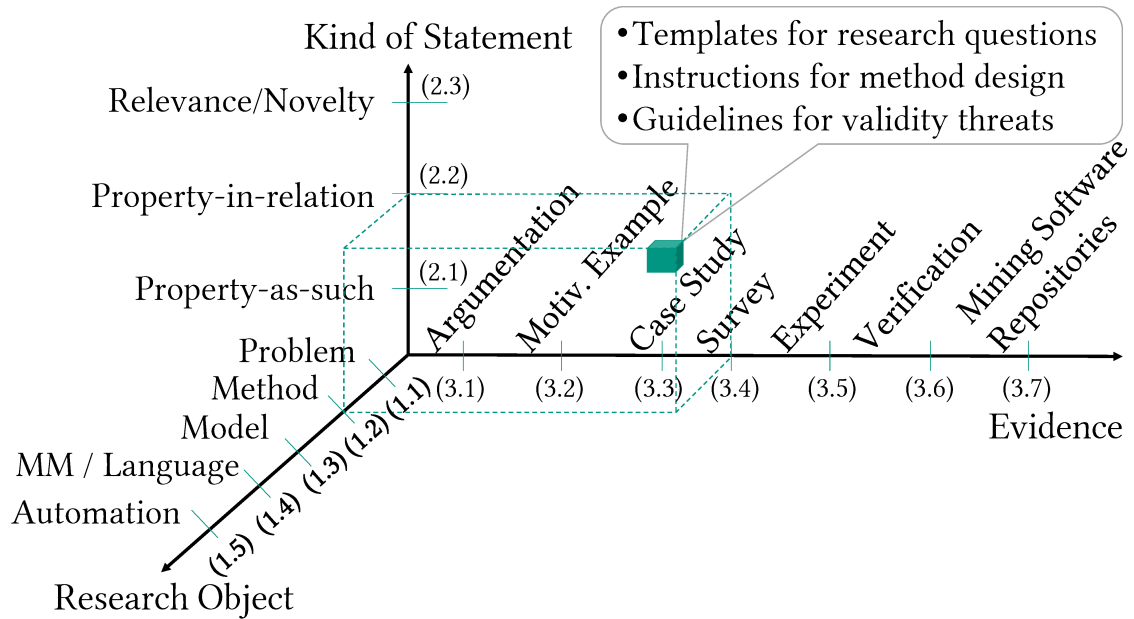 Kind of Statement
•Templates for research questions
•Instructions for method design
•Guidelines for validity threats
Relevance/Novelty
(2.3)
Property-in-relation
(2.2)
Property-as-such
(2.1)
Argumentation
Motiv. Example
Case Study
Survey
Experiment
Verification
Mining Software
Repositories
(3.1)
(3.2)
(3.3)
(3.4)
(3.5)
(3.6)
(3.7)
Evidence
Problem
(1.1)
Method
(1.2)
Model
(1.3)
MM / Language
(1.4)
Automation
(1.5)
Research Object